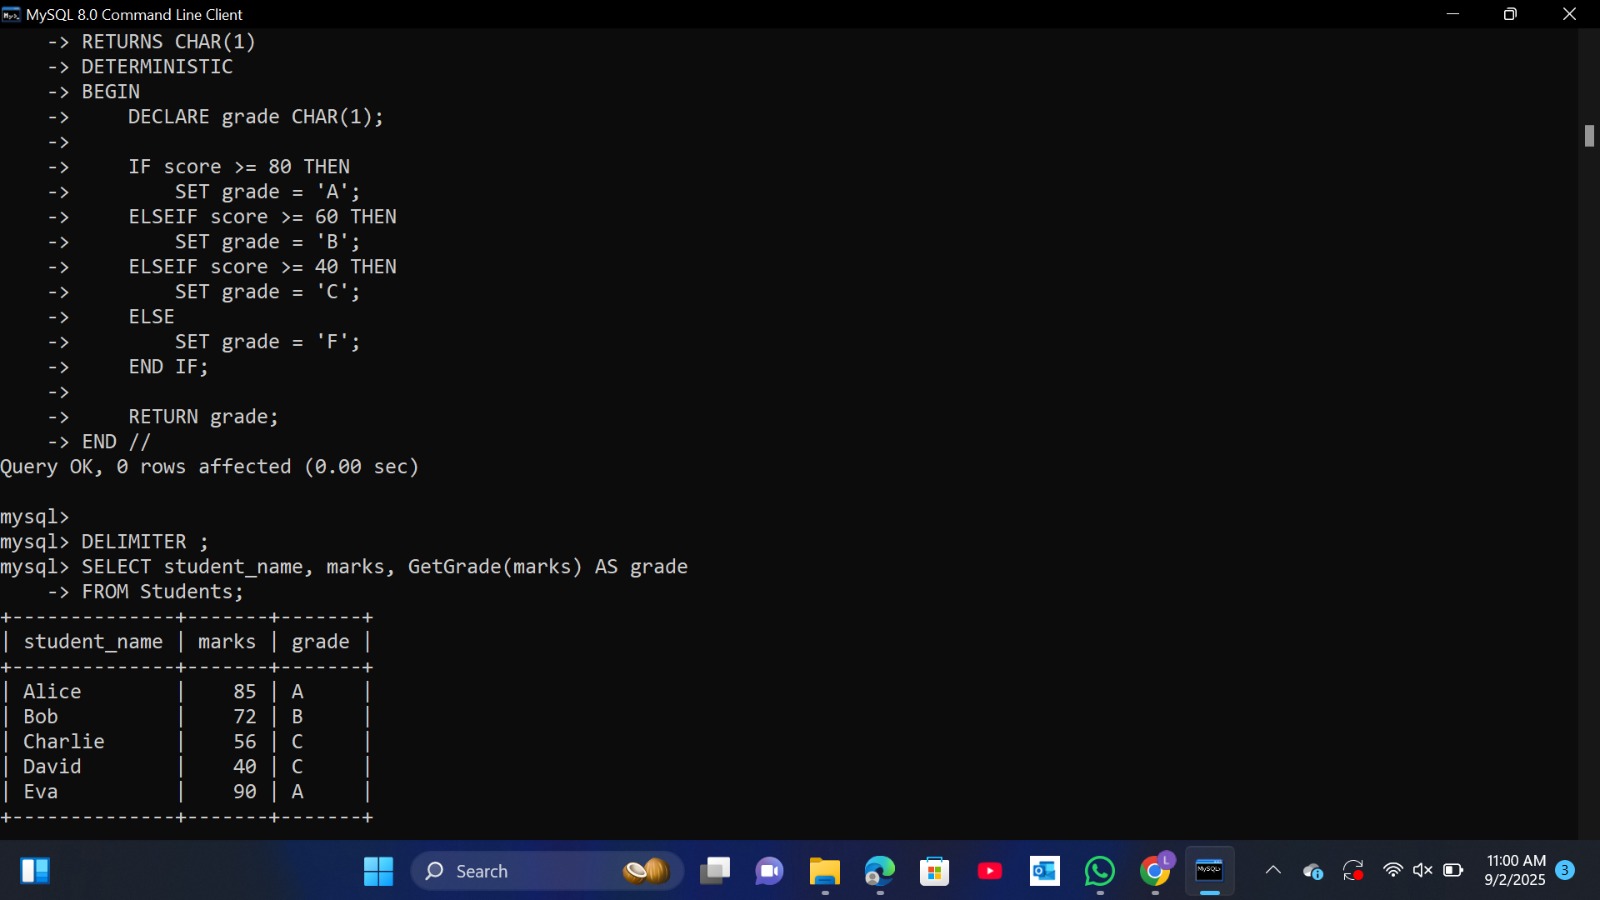 MySQL 8.0 Command Line Client
    -> RETURNS CHAR(1)
    -> DETERMINISTIC
    -> BEGIN
    ->     DECLARE grade CHAR(1);
    ->
    ->     IF score >= 80 THEN
    ->         SET grade = 'A';
    ->     ELSEIF score >= 60 THEN
    ->         SET grade = 'B';
    ->     ELSEIF score >= 40 THEN
    ->         SET grade = 'C';
    ->     ELSE
    ->         SET grade = 'F';
    ->     END IF;
    ->
    ->     RETURN grade;
    -> END //
Query OK, 0 rows affected (0.00 sec)

mysql>
mysql> DELIMITER ;
mysql> SELECT student_name, marks, GetGrade(marks) AS grade
    -> FROM Students;
+--------------+-------+-------+
| student_name | marks | grade |
+--------------+-------+-------+
| Alice        |    85 | A     |
| Bob          |    72 | B     |
| Charlie      |    56 | C     |
| David        |    40 | C     |
| Eva          |    90 | A     |
+--------------+-------+-------+
Search
L
MySQL
11:00 AM
9/2/2025
3